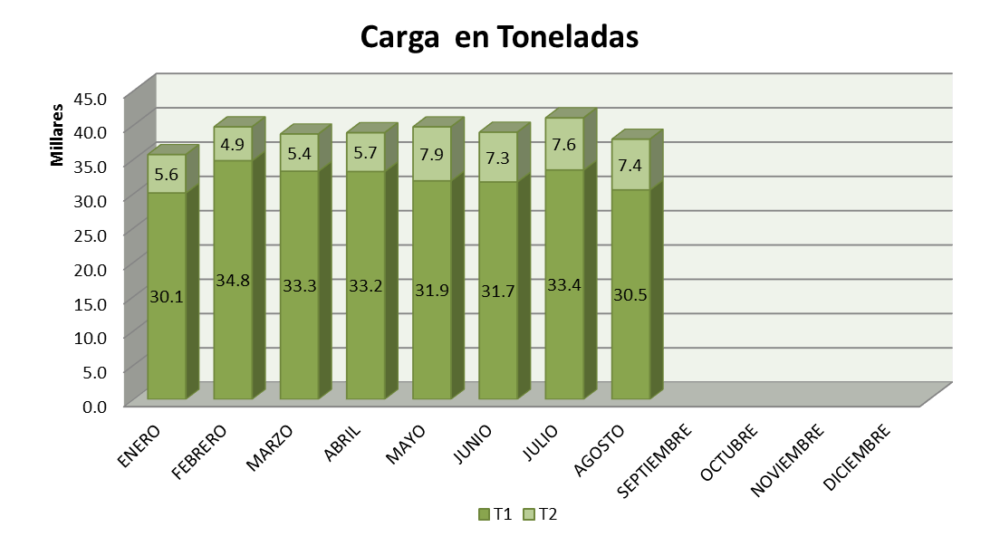 Carga  en Toneladas
Millares
45.0
40.0
35.0
30.0
25.0
20.0
15.0
10.0
5.0
0.0
5.6 4.9 5.4 5.7 7.9 7.3 7.6 7.4
30.1 34.8 33.3 33.2 31.9 31.7 33.4 30.5
ENERO FEBRERO MARZO ABRIL MAYO JUNIO JULIO AGOSTO SEPTIEMBRE OCTUBRE NOVIEMBRE DICIEMBRE
T1 T2